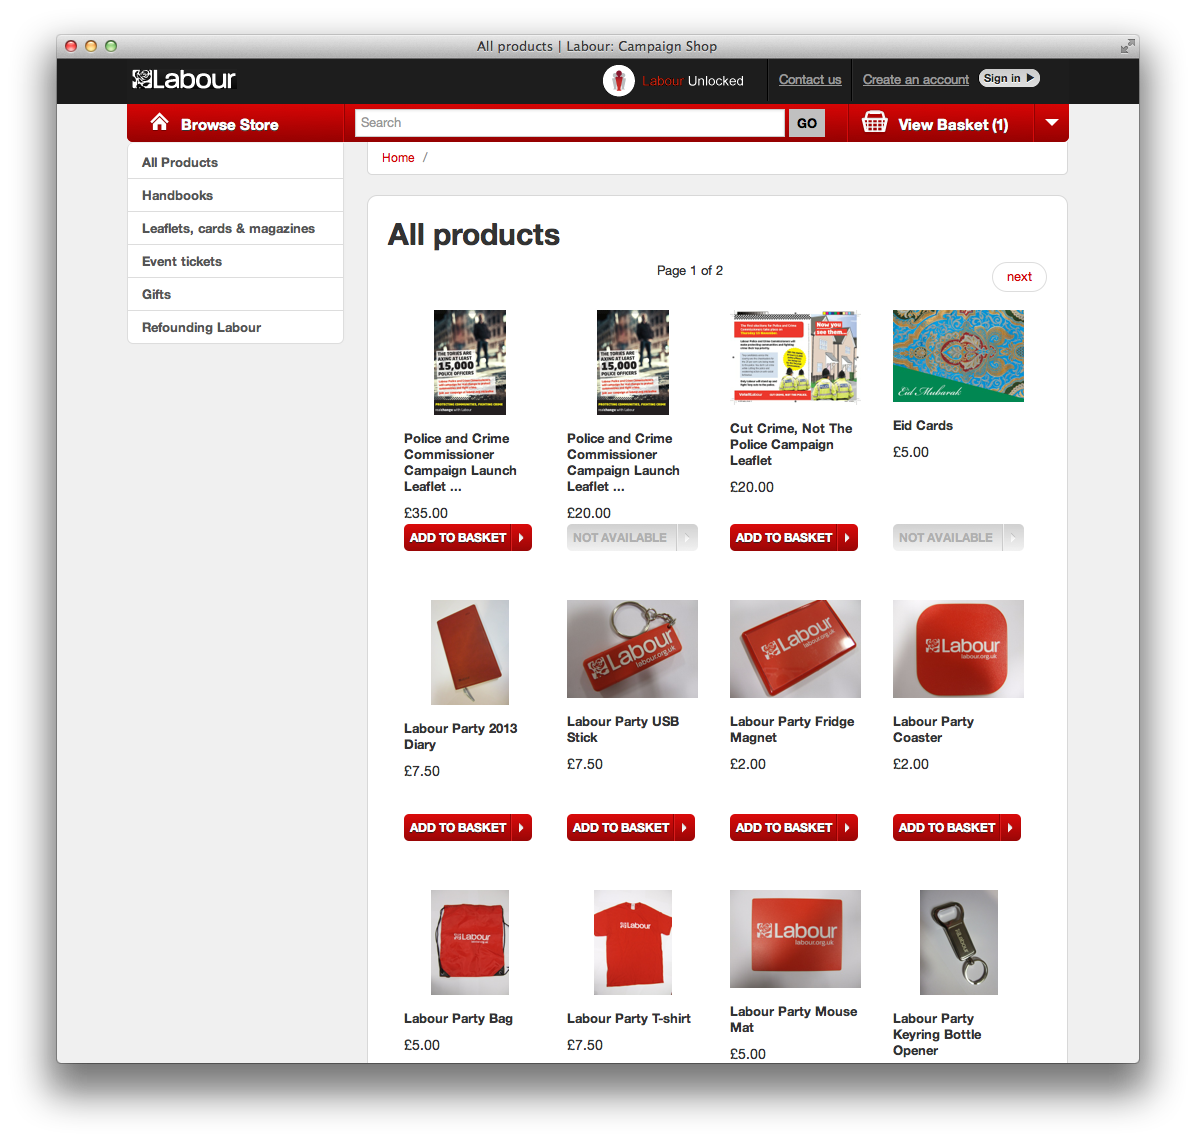 All products | Labour: Campaign Shop
Labour
Labour Unlocked
Contact us
Create an account
Sign in
Browse Store
Search
GO
View Basket (1)
All Products
Handbooks
Leaflets, cards & magazines
Event tickets
Gifts
Refounding Labour
Home /
All products
Page 1 of 2
next
THE TORIES ARE
AXING AT LEAST
15,000
POLICE OFFICERS
THE TORIES ARE
AXING AT LEAST
15,000
POLICE OFFICERS
Now you
see them...
Eid Mubarak
Police and Crime
Commissioner
Campaign Launch
Leaflet ...
£35.00
ADD TO BASKET
Police and Crime
Commissioner
Campaign Launch
Leaflet ...
£20.00
NOT AVAILABLE
Cut Crime, Not The
Police Campaign
Leaflet
£20.00
ADD TO BASKET
Eid Cards
£5.00
NOT AVAILABLE
Labour Party 2013
Diary
£7.50
ADD TO BASKET
Labour
labour.org.uk
Labour Party USB
Stick
£7.50
ADD TO BASKET
Labour
labour.org.uk
Labour Party Fridge
Magnet
£2.00
ADD TO BASKET
Labour
labour.org.uk
Labour Party
Coaster
£2.00
ADD TO BASKET
Labour
Labour Party Bag
£5.00
Labour
Labour Party T-shirt
£7.50
Labour
labour.org.uk
Labour Party Mouse
Mat
£5.00
Labour
Labour Party
Keyring Bottle
Opener